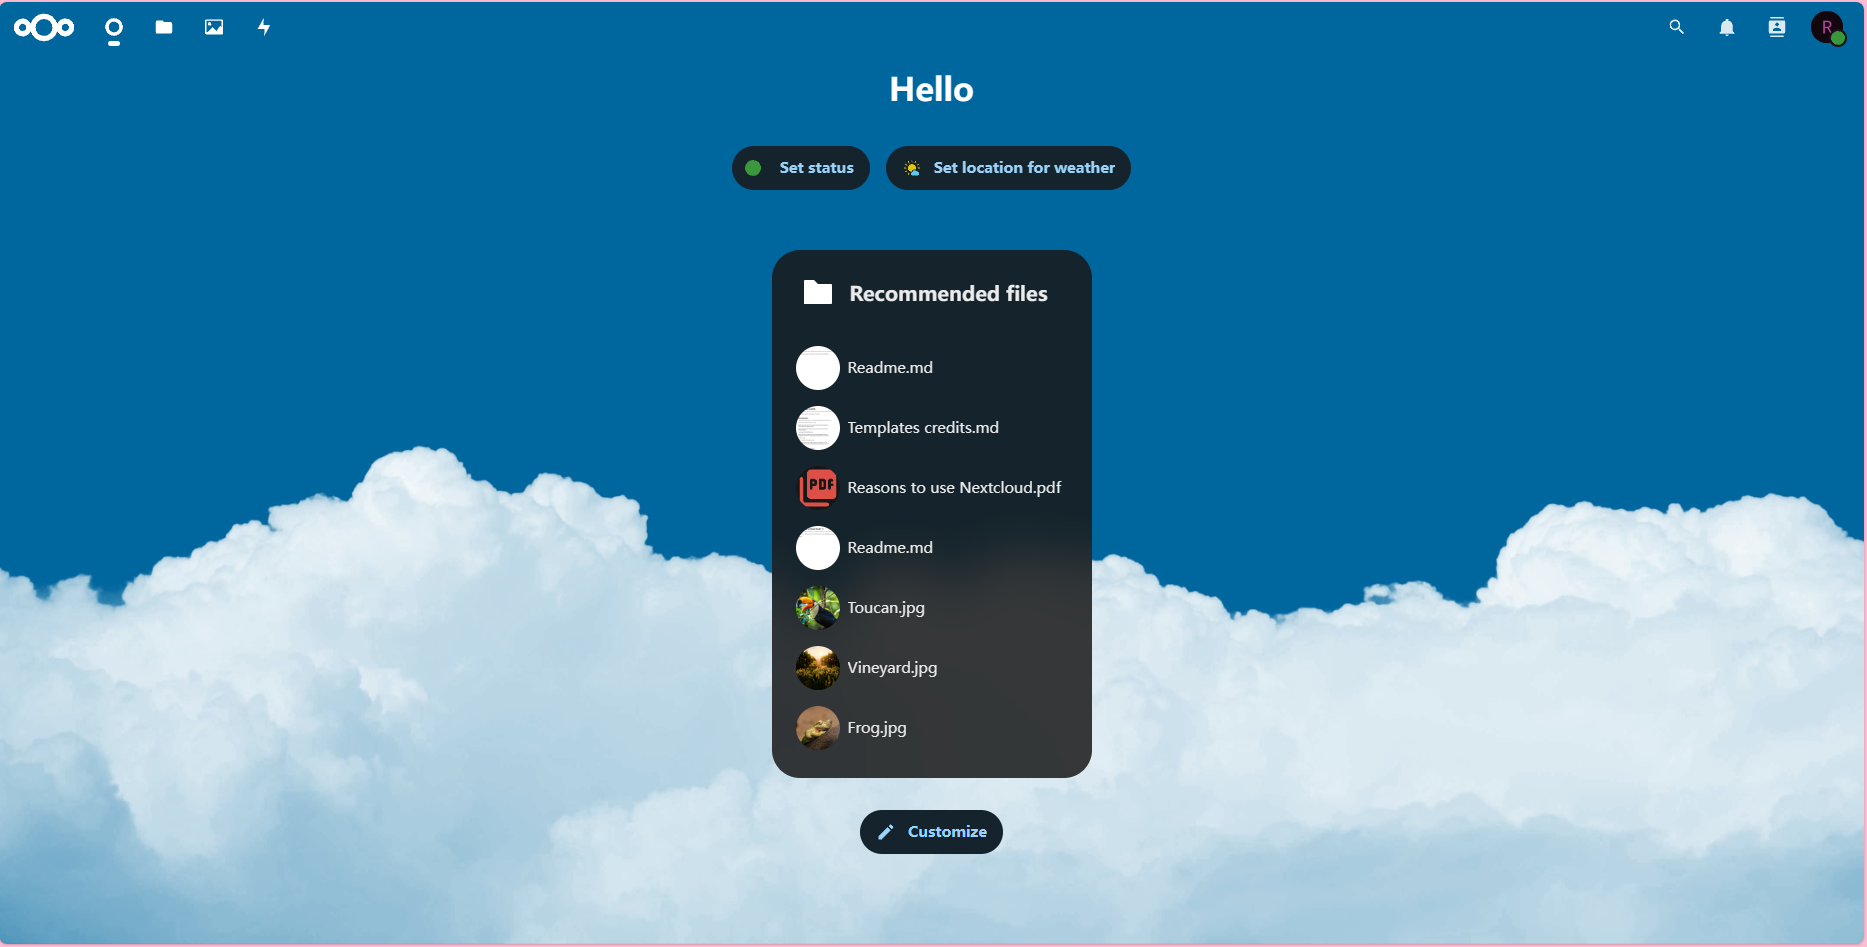 R
Hello
Set status
Set location for weather
Recommended files
Readme.md
Templates credits.md
PDF
Reasons to use Nextcloud.pdf
Readme.md
Toucan.jpg
Vineyard.jpg
Frog.jpg
Customize